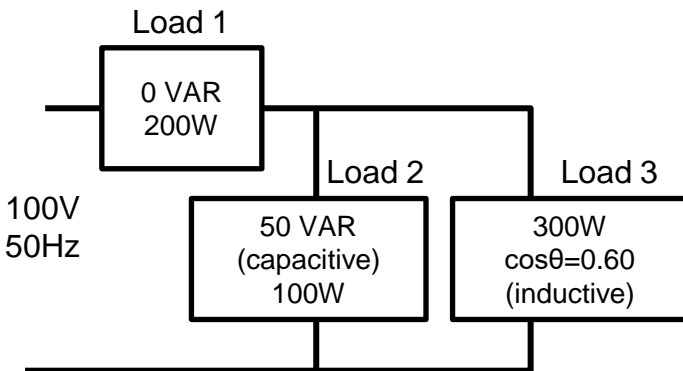 Load 1
0 VAR
200W
100V
50Hz
Load 2
50 VAR
(capacitive)
100W
Load 3
300W
cosθ=0.60
(inductive)